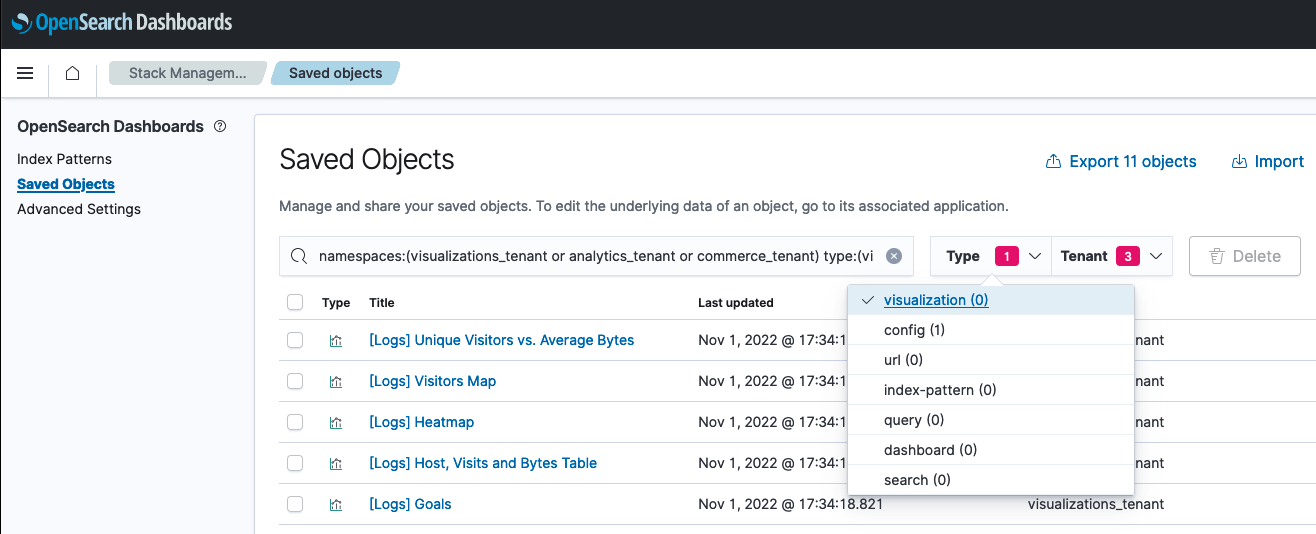 OpenSearch Dashboards
Stack Managem... Saved objects
OpenSearch Dashboards
Index Patterns
Saved Objects
Advanced Settings
Saved Objects
Export 11 objects Import
Manage and share your saved objects. To edit the underlying data of an object, go to its associated application.
namespaces:(visualizations_tenant or analytics_tenant or commerce_tenant) type:(vi
Type 1 Tenant 3 Delete
visualization (0)
config (1)
url (0)
index-pattern (0)
query (0)
dashboard (0)
search (0)
Type Title Last updated
[Logs] Unique Visitors vs. Average Bytes Nov 1, 2022 @ 17:34:1 nant
[Logs] Visitors Map Nov 1, 2022 @ 17:34:1 nant
[Logs] Heatmap Nov 1, 2022 @ 17:34:1 nant
[Logs] Host, Visits and Bytes Table Nov 1, 2022 @ 17:34:1 nant
[Logs] Goals Nov 1, 2022 @ 17:34:18.821 visualizations_tenant